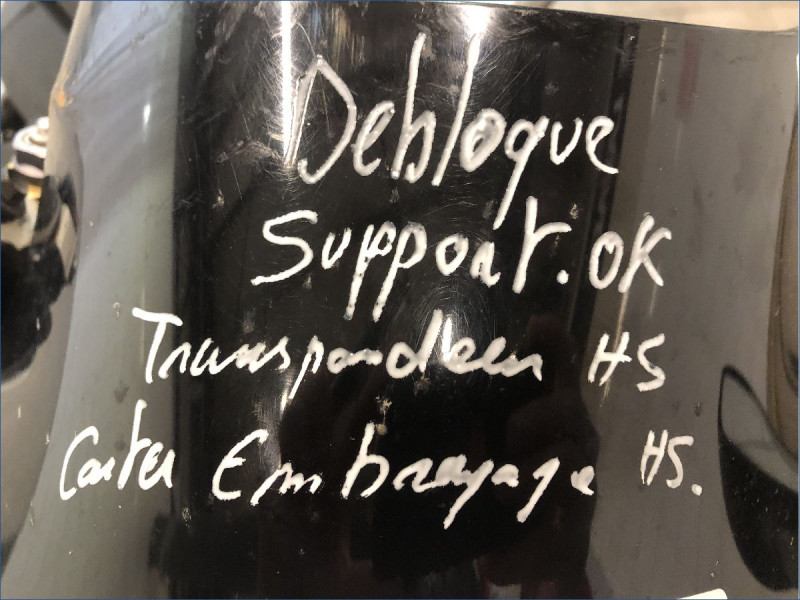 Debloque
Support. OK
Transpondeur HS
Carter Embrayage HS.